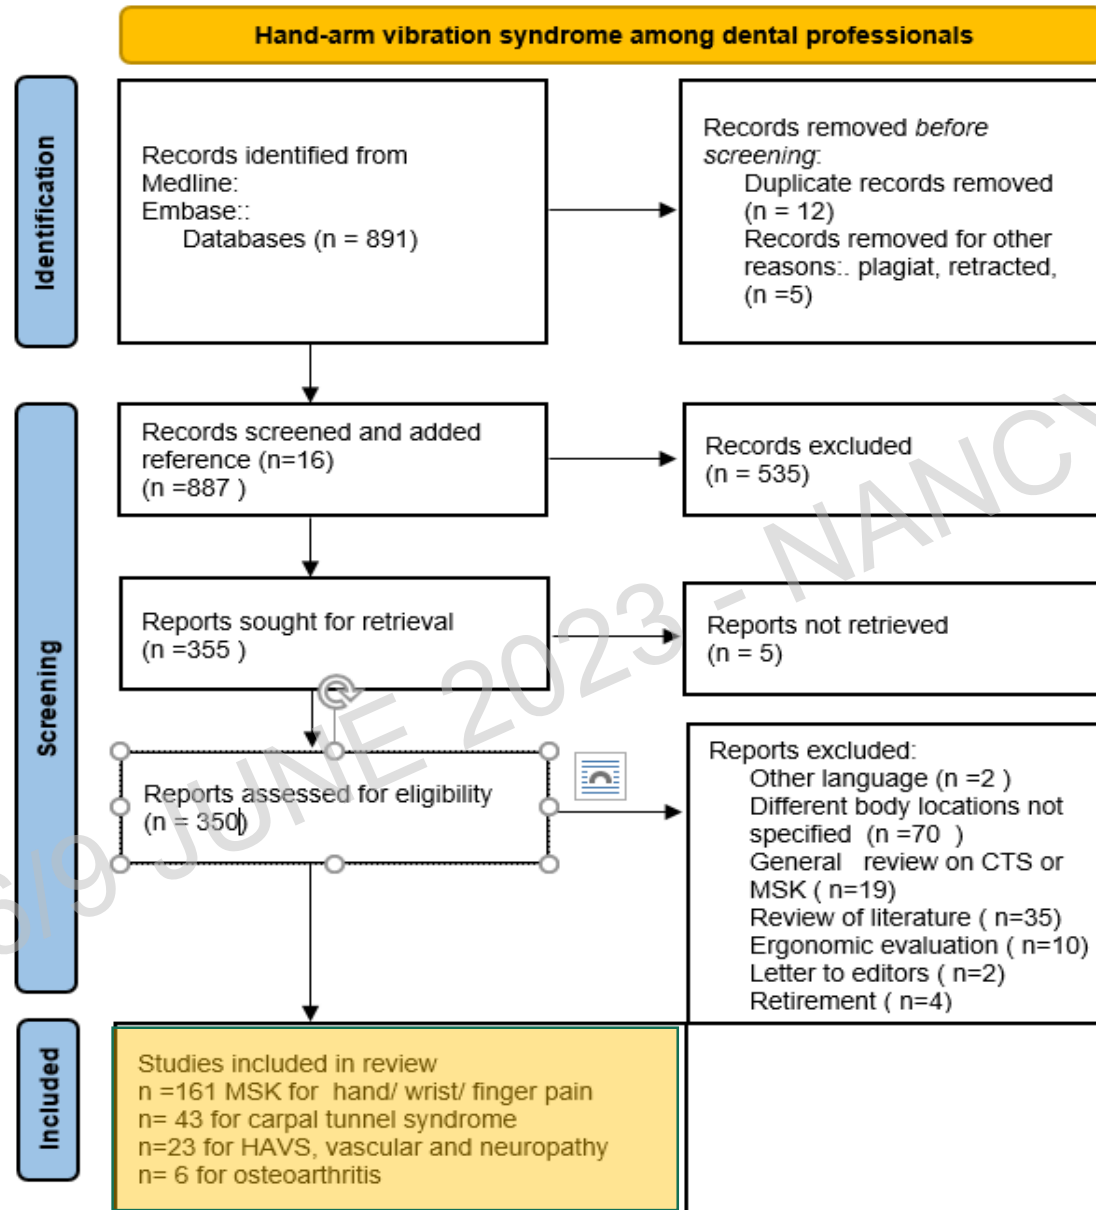 Hand-arm vibration syndrome among dental professionals
Identification
Records identified from
Medline:
Embase::
Databases (n = 891)
Records removed before
screening:
Duplicate records removed
(n = 12)
Records removed for other
reasons:. plagiat, retracted,
(n =5)
Screening
Records screened and added
reference (n=16)
(n =887 )
Records excluded
(n = 535)
Reports sought for retrieval
(n =355 )
Reports not retrieved
(n = 5)
Reports assessed for eligibility
(n = 350)
Reports excluded:
Other language (n =2 )
Different body locations not
specified (n =70 )
General review on CTS or
MSK ( n=19)
Review of literature ( n=35)
Ergonomic evaluation ( n=10)
Letter to editors ( n=2)
Retirement ( n=4)
Included
Studies included in review
n =161 MSK for hand/ wrist/ finger pain
n= 43 for carpal tunnel syndrome
n=23 for HAVS, vascular and neuropathy
n= 6 for osteoarthritis
6/9 JUNE 2023 - NANCY